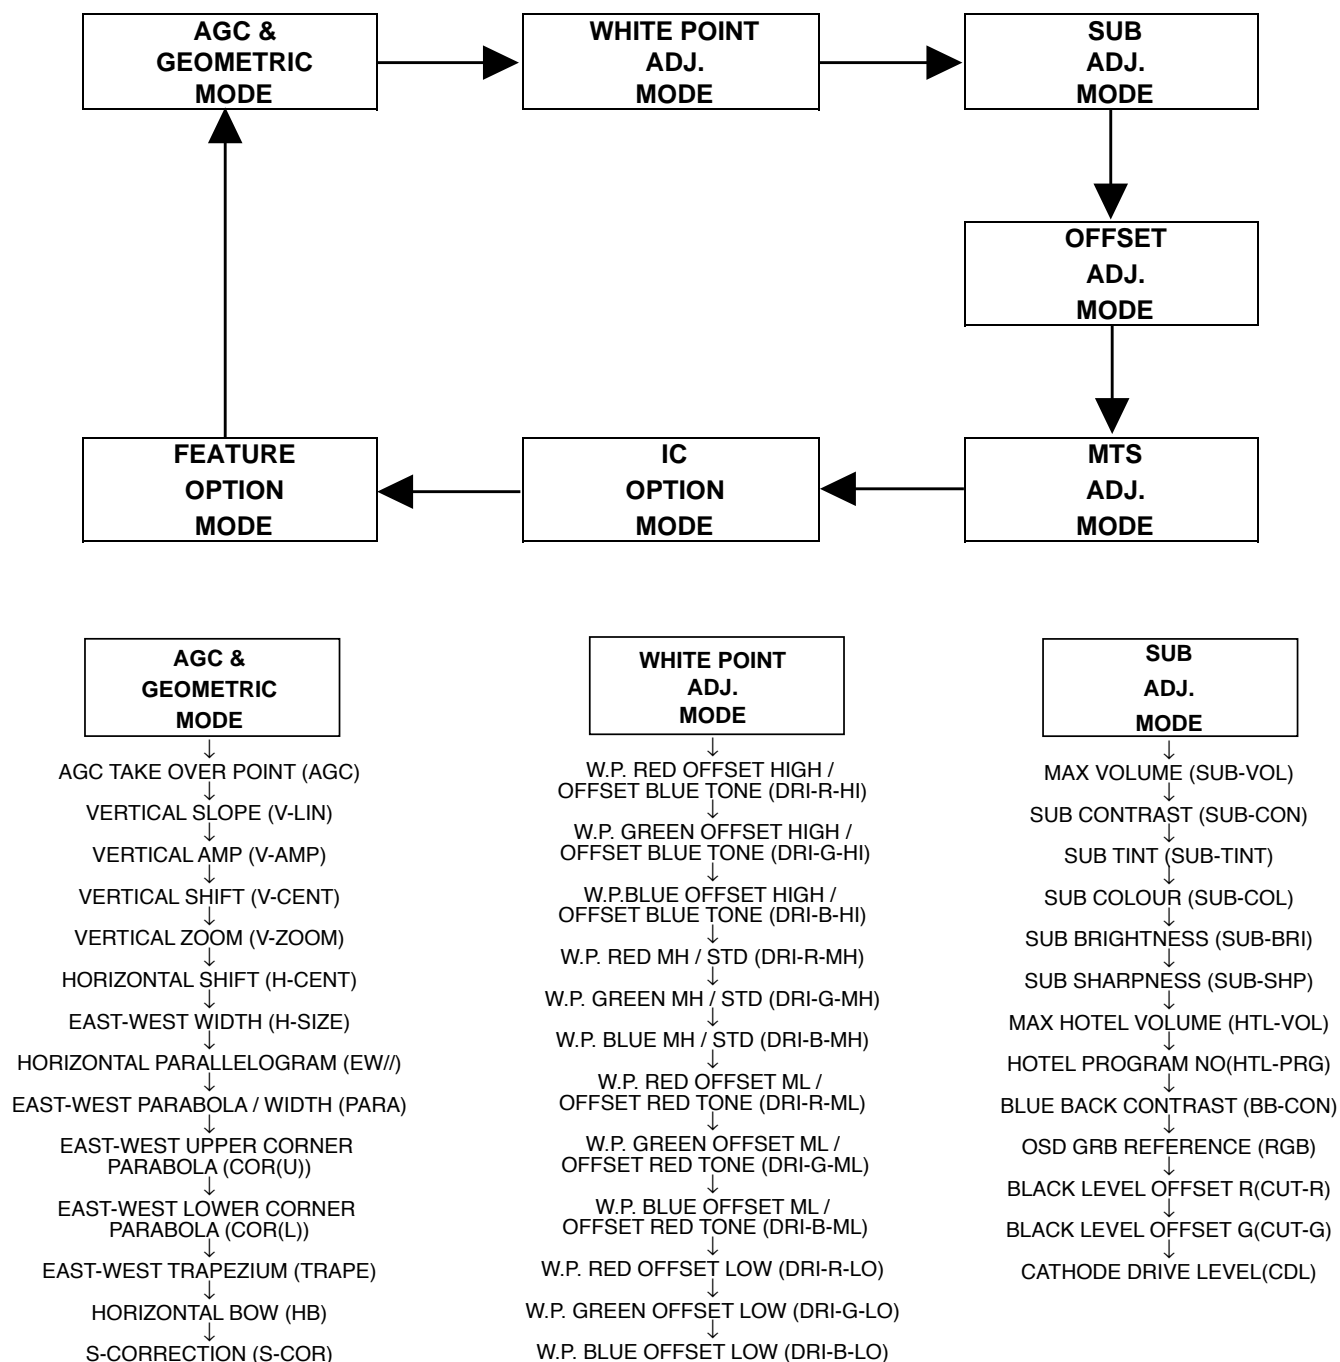 AGC &
GEOMETRIC
MODE
WHITE POINT
ADJ.
MODE
SUB
ADJ.
MODE
OFFSET
ADJ.
MODE
FEATURE
OPTION
MODE
IC
OPTION
MODE
MTS
ADJ.
MODE
AGC &
GEOMETRIC
MODE
AGC TAKE OVER POINT (AGC)
VERTICAL SLOPE (V-LIN)
VERTICAL AMP (V-AMP)
VERTICAL SHIFT (V-CENT)
VERTICAL ZOOM (V-ZOOM)
HORIZONTAL SHIFT (H-CENT)
EAST-WEST WIDTH (H-SIZE)
HORIZONTAL PARALLELOGRAM (EW//)
EAST-WEST PARABOLA / WIDTH (PARA)
EAST-WEST UPPER CORNER
PARABOLA (COR(U))
EAST-WEST LOWER CORNER
PARABOLA (COR(L))
EAST-WEST TRAPEZIUM (TRAPE)
HORIZONTAL BOW (HB)
S-CORRECTION (S-COR)
WHITE POINT
ADJ.
MODE
W.P. RED OFFSET HIGH /
OFFSET BLUE TONE (DRI-R-HI)
W.P. GREEN OFFSET HIGH /
OFFSET BLUE TONE (DRI-G-HI)
W.P.BLUE OFFSET HIGH /
OFFSET BLUE TONE (DRI-B-HI)
W.P. RED MH / STD (DRI-R-MH)
W.P. GREEN MH / STD (DRI-G-MH)
W.P. BLUE MH / STD (DRI-B-MH)
W.P. RED OFFSET ML /
OFFSET RED TONE (DRI-R-ML)
W.P. GREEN OFFSET ML /
OFFSET RED TONE (DRI-G-ML)
W.P. BLUE OFFSET ML /
OFFSET RED TONE (DRI-B-ML)
W.P. RED OFFSET LOW (DRI-R-LO)
W.P. GREEN OFFSET LOW (DRI-G-LO)
W.P. BLUE OFFSET LOW (DRI-B-LO)
SUB
ADJ.
MODE
MAX VOLUME (SUB-VOL)
SUB CONTRAST (SUB-CON)
SUB TINT (SUB-TINT)
SUB COLOUR (SUB-COL)
SUB BRIGHTNESS (SUB-BRI)
SUB SHARPNESS (SUB-SHP)
MAX HOTEL VOLUME (HTL-VOL)
HOTEL PROGRAM NO(HTL-PRG)
BLUE BACK CONTRAST (BB-CON)
OSD GRB REFERENCE (RGB)
BLACK LEVEL OFFSET R(CUT-R)
BLACK LEVEL OFFSET G(CUT-G)
CATHODE DRIVE LEVEL(CDL)